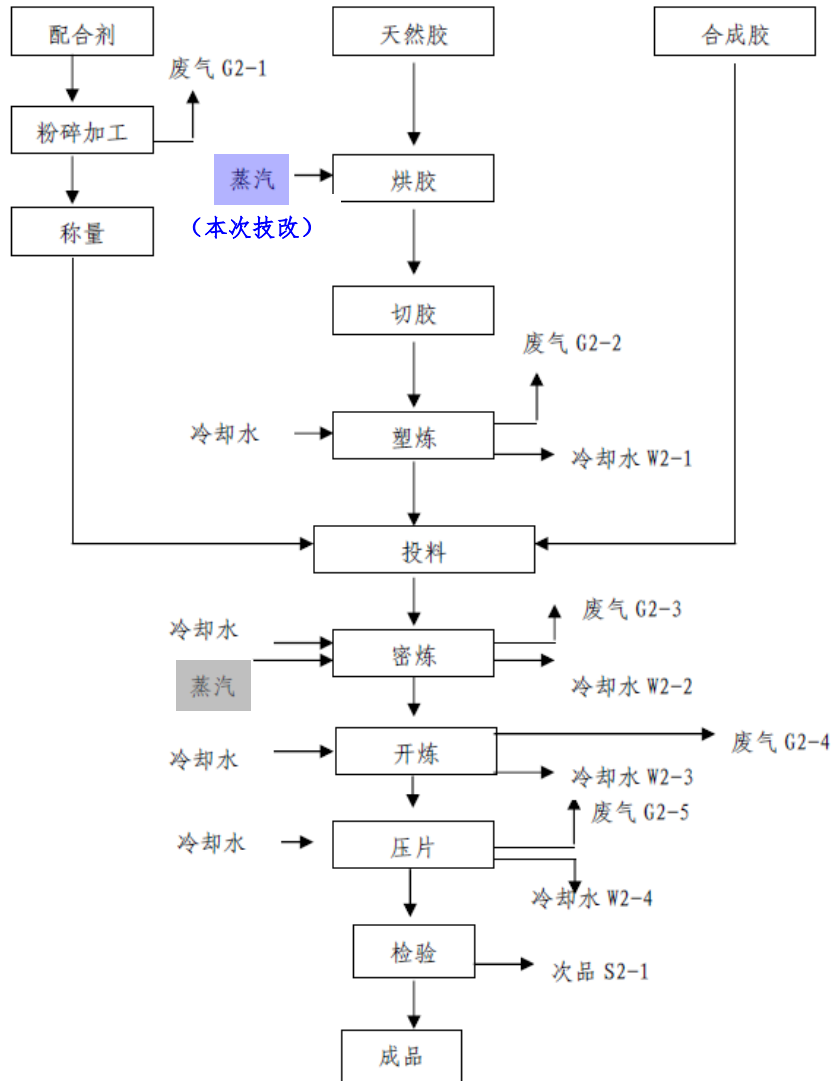 配合剂
天然胶
合成胶
废气 G2-1
粉碎加工
蒸汽
烘胶
(本次技改)
称量
切胶
废气 G2-2
冷却水
塑炼
冷却水 W2-1
投料
废气 G2-3
冷却水
密炼
蒸汽
冷却水 W2-2
开炼
废气 G2-4
冷却水
冷却水 W2-3
废气 G2-5
冷却水
压片
冷却水 W2-4
检验
次品 S2-1
成品